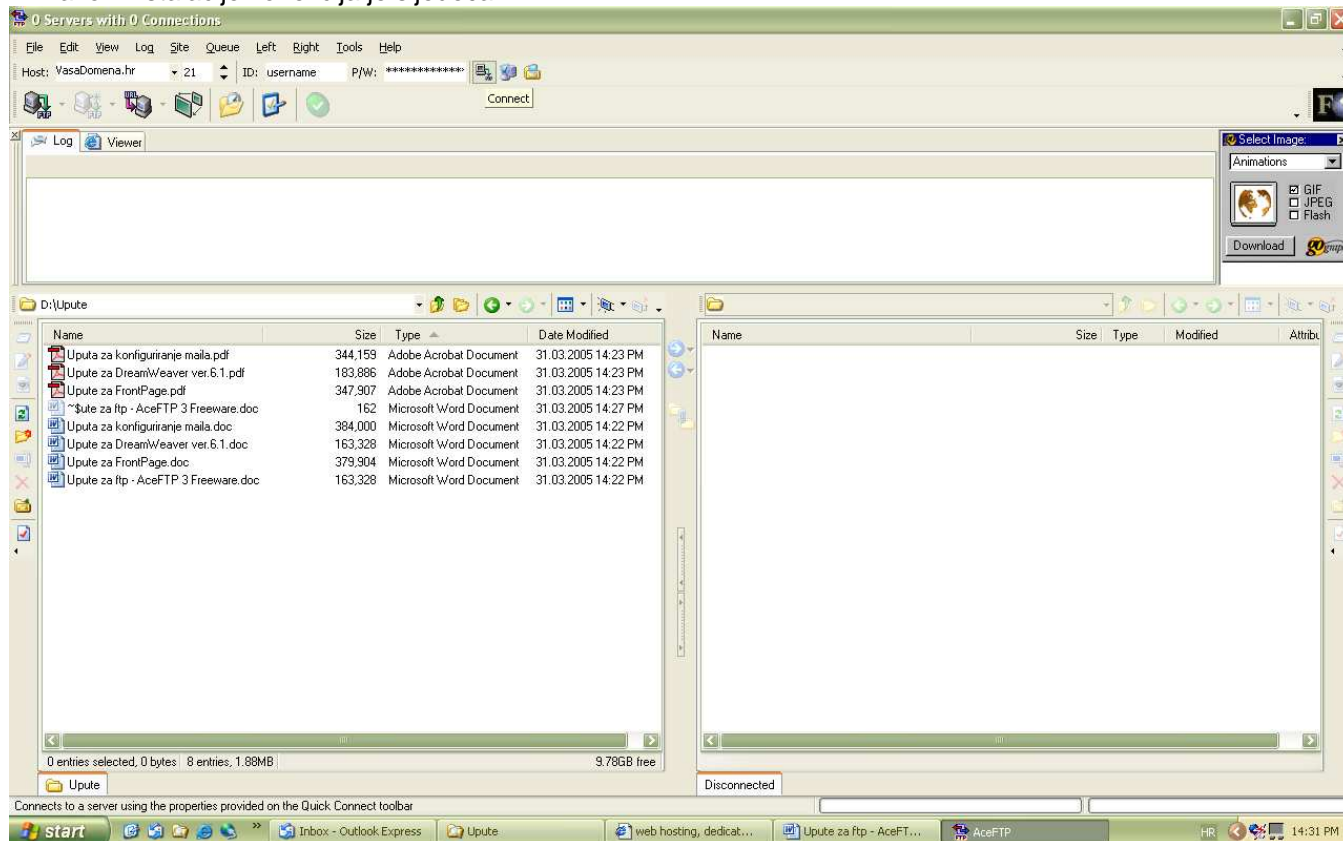 0 Servers with 0 Connections
File Edit View Log Site Queue Left Right Tools Help
Host: VasaDomena.hr 21 ID: username P/W: **************
Connect
Log Viewer
Select Image:
Animations
GIF
JPEG
Flash
Download
D:\Upute
Name Size Type Date Modified
Uputa za konfiguriranje maila.pdf 344,159 Adobe Acrobat Document 31.03.2005 14:23 PM
Upute za DreamWeaver ver.6.1.pdf 183,886 Adobe Acrobat Document 31.03.2005 14:23 PM
Upute za FrontPage.pdf 347,907 Adobe Acrobat Document 31.03.2005 14:23 PM
~$ute za ftp - AceFTP 3 Freeware.doc 162 Microsoft Word Document 31.03.2005 14:27 PM
Uputa za konfiguriranje maila.doc 384,000 Microsoft Word Document 31.03.2005 14:22 PM
Upute za DreamWeaver ver.6.1.doc 163,328 Microsoft Word Document 31.03.2005 14:22 PM
Upute za FrontPage.doc 379,904 Microsoft Word Document 31.03.2005 14:22 PM
Upute za ftp - AceFTP 3 Freeware.doc 163,328 Microsoft Word Document 31.03.2005 14:22 PM
Name Size Type Modified Attribu
0 entries selected, 0 bytes 8 entries, 1.88MB 9.78GB free
Upute
Disconnected
Connects to a server using the properties provided on the Quick Connect toolbar
start Inbox - Outlook Express Upute web hosting, dedicat... Upute za ftp - AceFT... AceFTP HR 14:31 PM